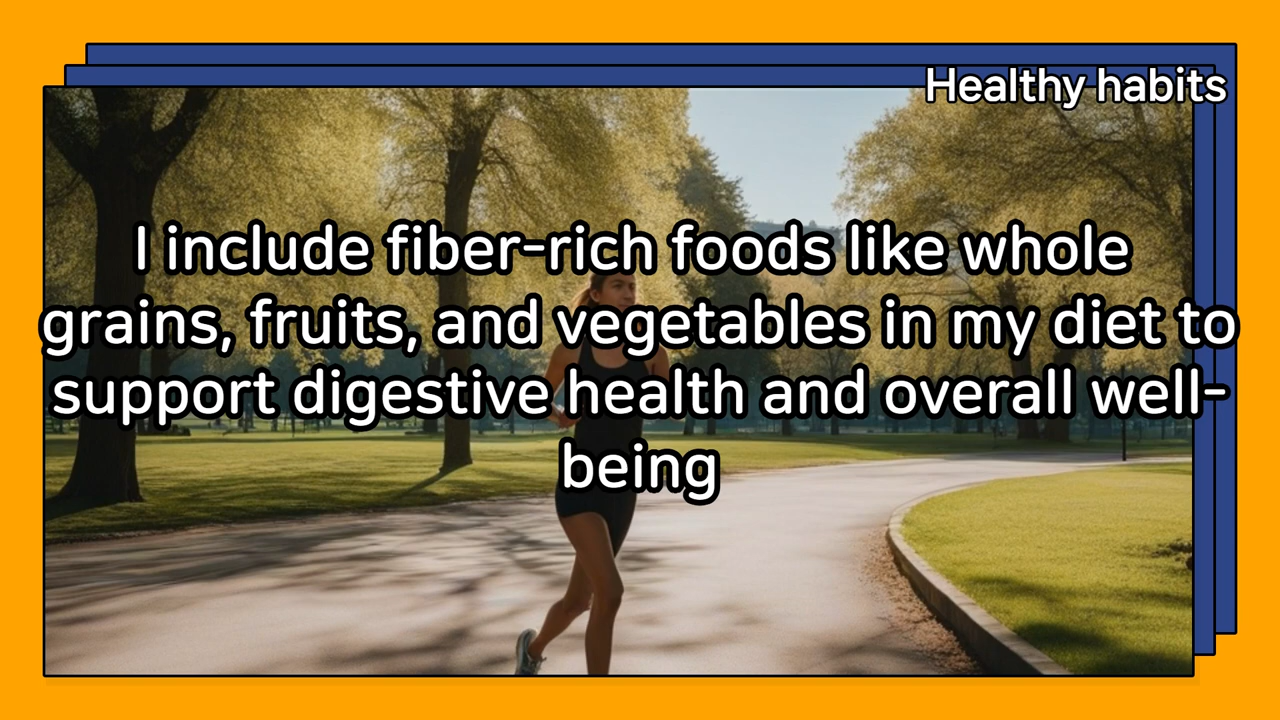 Healthy habits
I include fiber-rich foods like whole
grains, fruits, and vegetables in my diet to
support digestive health and overall well-
being